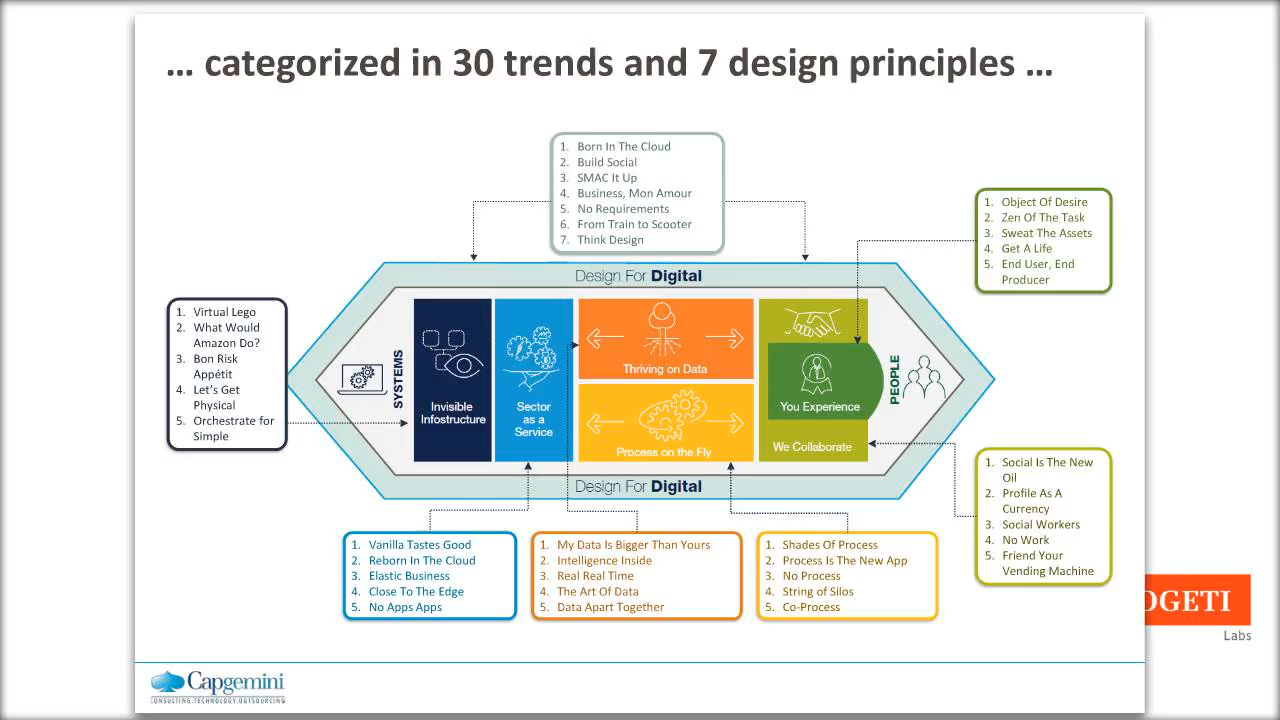 ... categorized in 30 trends and 7 design principles ...
1. Born In The Cloud
2. Build Social
3. SMAC It Up
4. Business, Mon Amour
5. No Requirements
6. From Train to Scooter
7. Think Design
1. Object Of Desire
2. Zen Of The Task
3. Sweat The Assets
4. Get A Life
5. End User, End
Producer
Design For Digital
1. Virtual Lego
2. What Would
Amazon Do?
3. Bon Risk
Appétit
4. Let's Get
Physical
5. Orchestrate for
Simple
SYSTEMS
Invisible
Infostructure
Sector
as a
Service
Thriving on Data
Process on the Fly
You Experience
We Collaborate
PEOPLE
Design For Digital
1. Social Is The New
Oil
2. Profile As A
Currency
3. Social Workers
4. No Work
5. Friend Your
Vending Machine
1. Vanilla Tastes Good
2. Reborn In The Cloud
3. Elastic Business
4. Close To The Edge
5. No Apps Apps
1. My Data Is Bigger Than Yours
2. Intelligence Inside
3. Real Real Time
4. The Art Of Data
5. Data Apart Together
1. Shades Of Process
2. Process Is The New App
3. No Process
4. String of Silos
5. Co-Process
OGETI
Labs
Capgemini
CONSULTING.TECHNOLOGY.OUTSOURCING